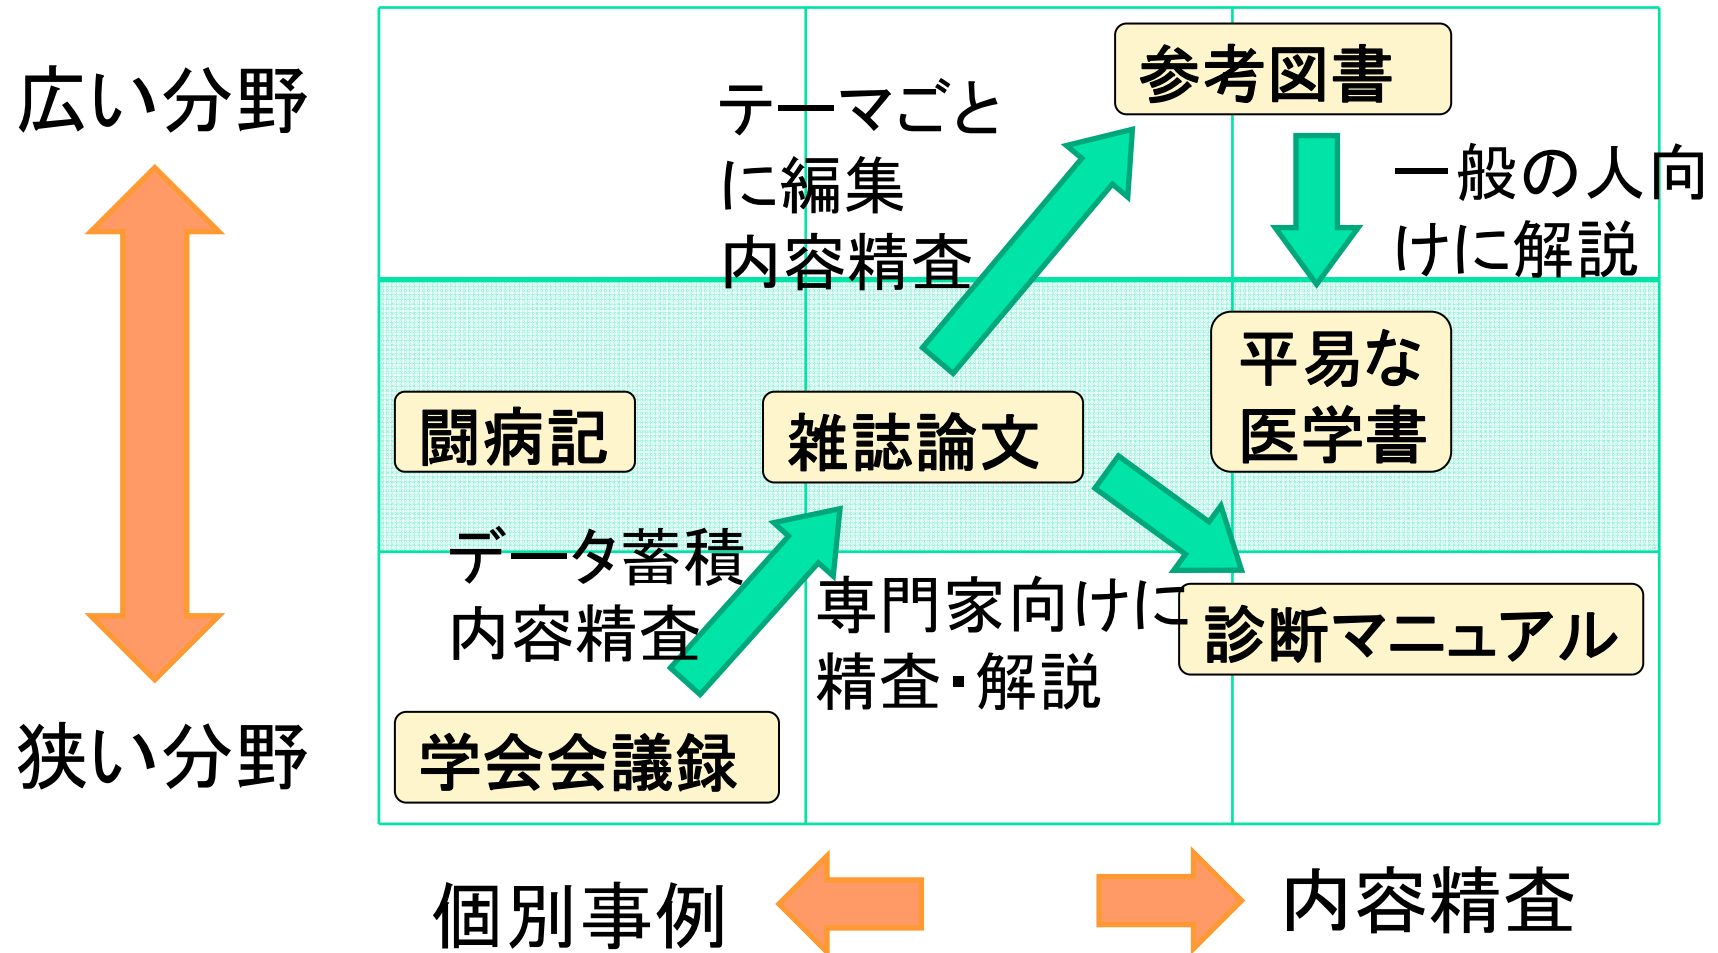 広い分野
参考図書
テーマごと
に編集
内容精査
一般の人向
けに解説
平易な
医学書
闘病記
雑誌論文
データ蓄積
内容精査
専門家向けに
精査・解説
診断マニュアル
狭い分野
学会会議録
個別事例
内容精査